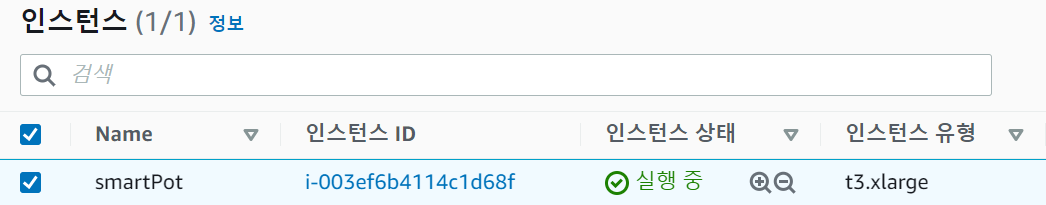 인스턴스 (1/1) 정보
검색
Name 인스턴스 ID 인스턴스 상태 인스턴스 유형
smartPot i-003ef6b4114c1d68f 실행 중 t3.xlarge